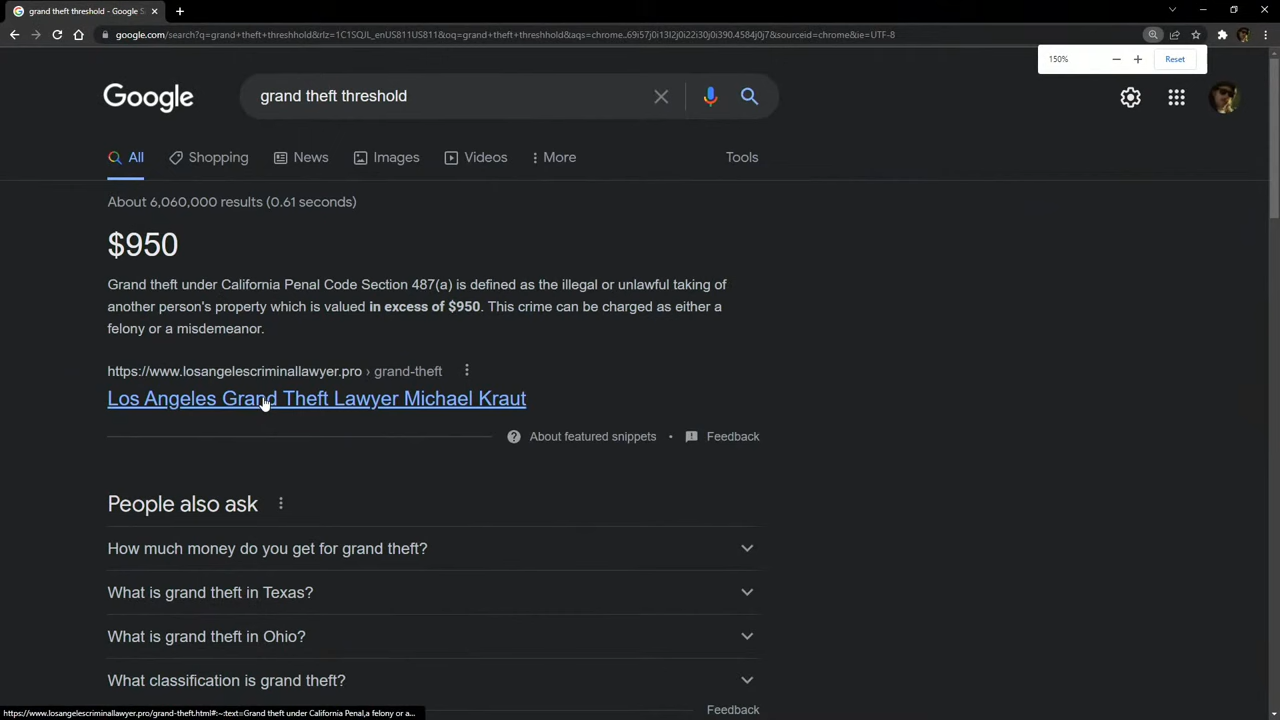 grand theft threshold - Google S
google.com/search?q=grand+theft+threshhold&rlz=1C1SQJL_enUS811US811&oq=grand+theft+threshhold&aqs=chrome..69i57j0i13l2j0i22i30j0i390.4584j0j7&sourceid=chrome&ie=UTF-8
150%
Reset
Google
grand theft threshold
All
Shopping
News
Images
Videos
More
Tools
About 6,060,000 results (0.61 seconds)
$950
Grand theft under California Penal Code Section 487(a) is defined as the illegal or unlawful taking of
another person's property which is valued in excess of $950. This crime can be charged as either a
felony or a misdemeanor.
https://www.losangelescriminallawyer.pro › grand-theft
Los Angeles Grand Theft Lawyer Michael Kraut
About featured snippets • Feedback
People also ask
How much money do you get for grand theft?
What is grand theft in Texas?
What is grand theft in Ohio?
What classification is grand theft?
Feedback
https://www.losangelescriminallawyer.pro/grand-theft.html#:~:text=Grand theft under California Penal,a felony or a...